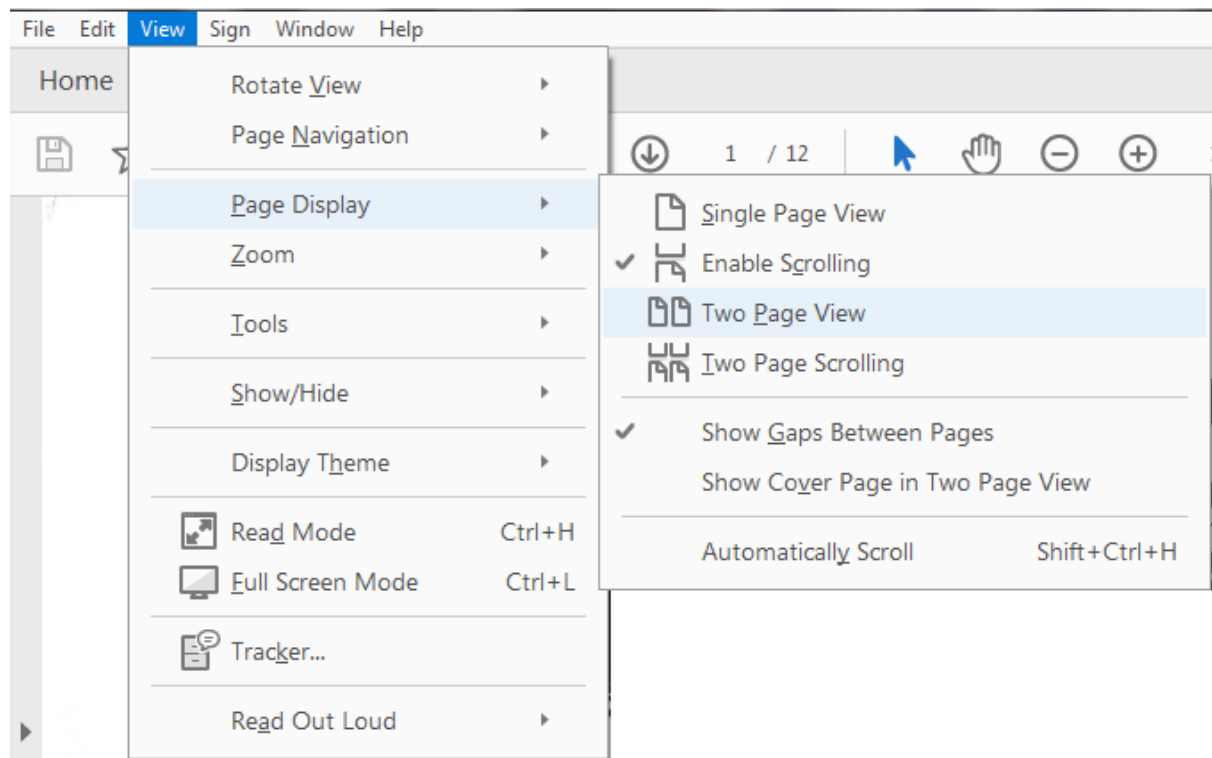 File Edit View Sign Window Help
Home
1 / 12
Rotate View
Page Navigation
Page Display
Zoom
Tools
Show/Hide
Display Theme
Read Mode Ctrl+H
Full Screen Mode Ctrl+L
Tracker...
Read Out Loud
Single Page View
Enable Scrolling
Two Page View
Two Page Scrolling
Show Gaps Between Pages
Show Cover Page in Two Page View
Automatically Scroll Shift+Ctrl+H